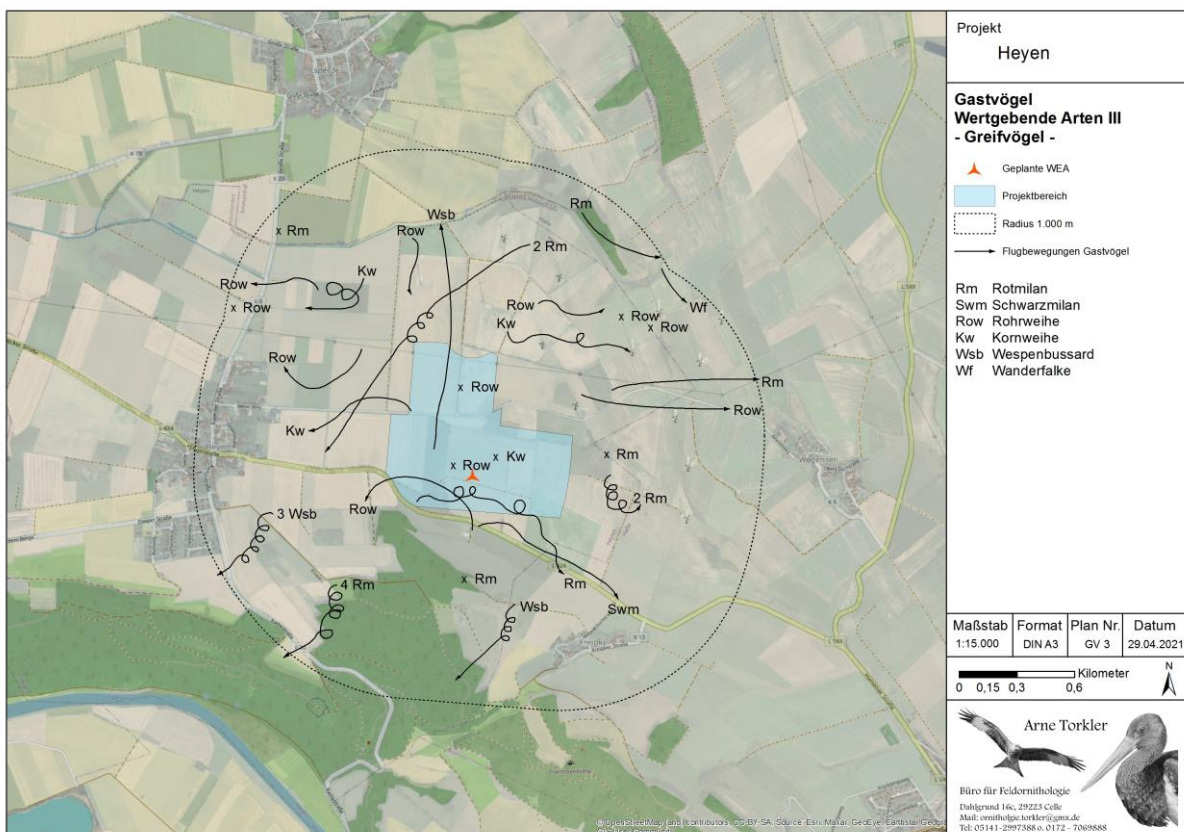 Projekt
Heyen
Gastvögel
Wertgebende Arten III
- Greifvögel -
Geplante WEA
Projektbereich
Radius 1.000 m
Flugbewegungen Gastvögel
Rm Rotmilan
Swm Schwarzmilan
Row Rohrweihe
Kw Kornweihe
Wsb Wespenbussard
Wf Wanderfalke
Maßstab Format Plan Nr. Datum
1:15.000 DIN A3 GV 3 29.04.2021
Kilometer
0 0,15 0,3 0,6
N
Arne Torkler
Büro für Feldornithologie
Dahlgrund 16c, 29223 Celle
Mail: ornitholgie.torkler@gmx.de
Tel: 05141-2997388 o. 0172 - 7069888
Wsb
Rm
x Rm
Row
2 Rm
Row
Kw
x Row
Row
Kw
x Row
x Row
Wf
Row
x Row
Rm
Row
Kw
x Kw
x Row
x Rm
2 Rm
Row
3 Wsb
4 Rm
x Rm
Rm
Wsb
Swm
K 13
L 588
L 424